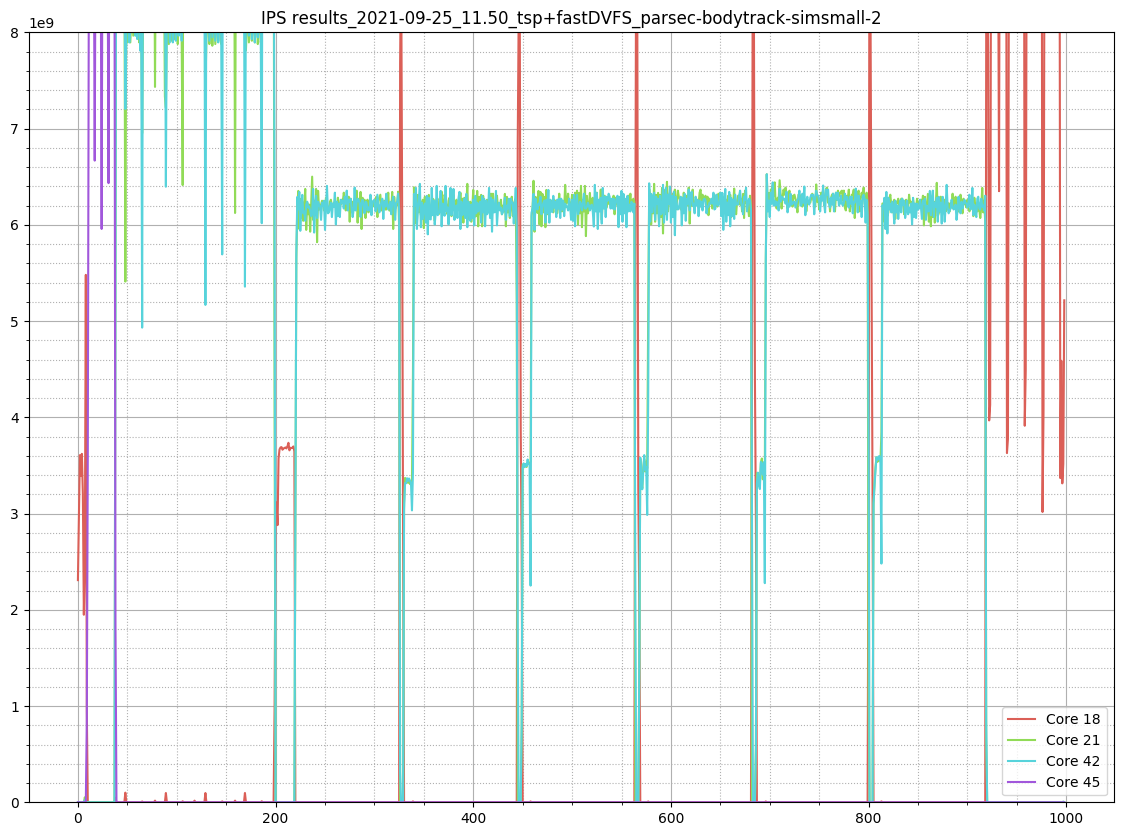 IPS results_2021-09-25_11.50_tsp+fastDVFS_parsec-bodytrack-simsmall-2
1e9
8
7
6
5
4
3
2
1
0
Core 18
Core 21
Core 42
Core 45
0 200 400 600 800 1000